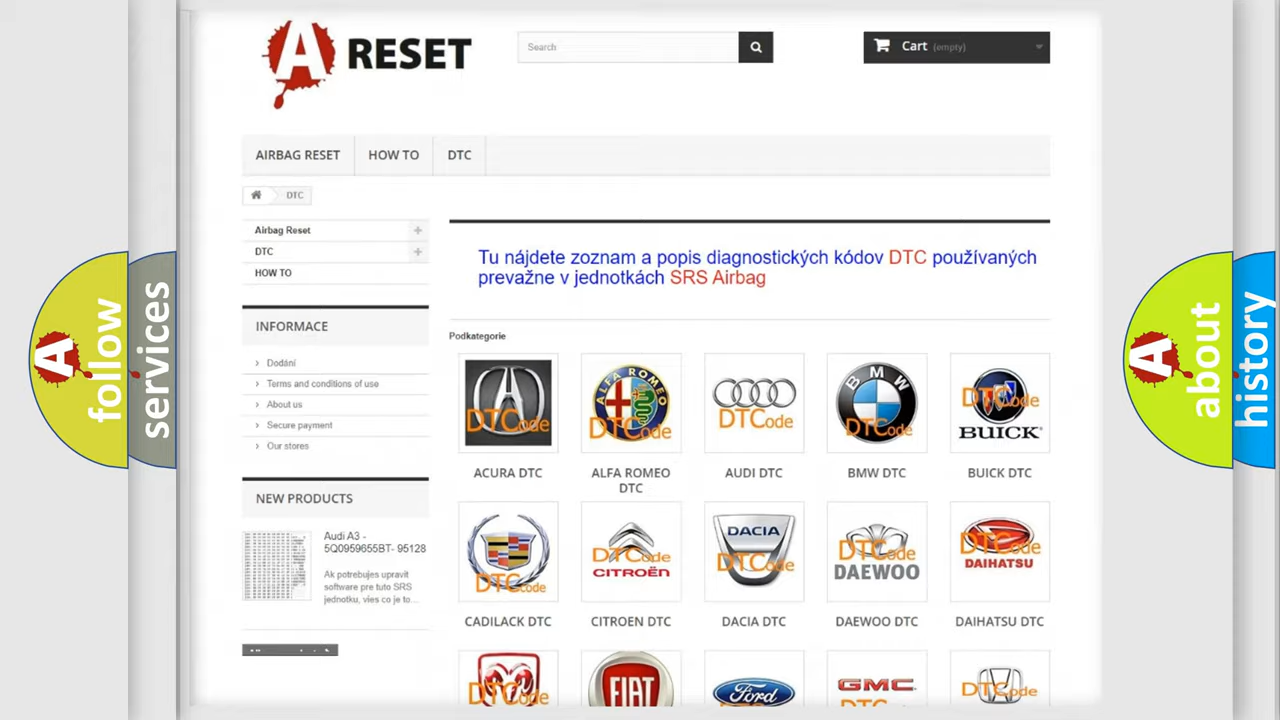 A RESET
Search
Cart (empty)
AIRBAG RESET
HOW TO
DTC
DTC
Airbag Reset
DTC
HOW TO
INFORMACE
Dodání
Terms and conditions of use
About us
Secure payment
Our stores
NEW PRODUCTS
Audi A3 -
5Q0959655BT- 95128
Ak potrebujes upravit
software pre tuto SRS
jednotku, vies co je to...
Tu nájdete zoznam a popis diagnostických kódov DTC používaných
prevažne v jednotkách SRS Airbag
Podkategorie
DTCode
ALFA ROMEO
DTCode
DTCode
BMW
DTCode
DTCode
BUICK
ACURA DTC
ALFA ROMEO
DTC
AUDI DTC
BMW DTC
BUICK DTC
DTCode
DTCode
CITROËN
DACIA
DTCode
DTCode
DAEWOO
DTCode
DAIHATSU
CADILACK DTC
CITROEN DTC
DACIA DTC
DAEWOO DTC
DAIHATSU DTC
DTCode
FIAT
Ford
GMC
DTCode
A follow
services
A about
history